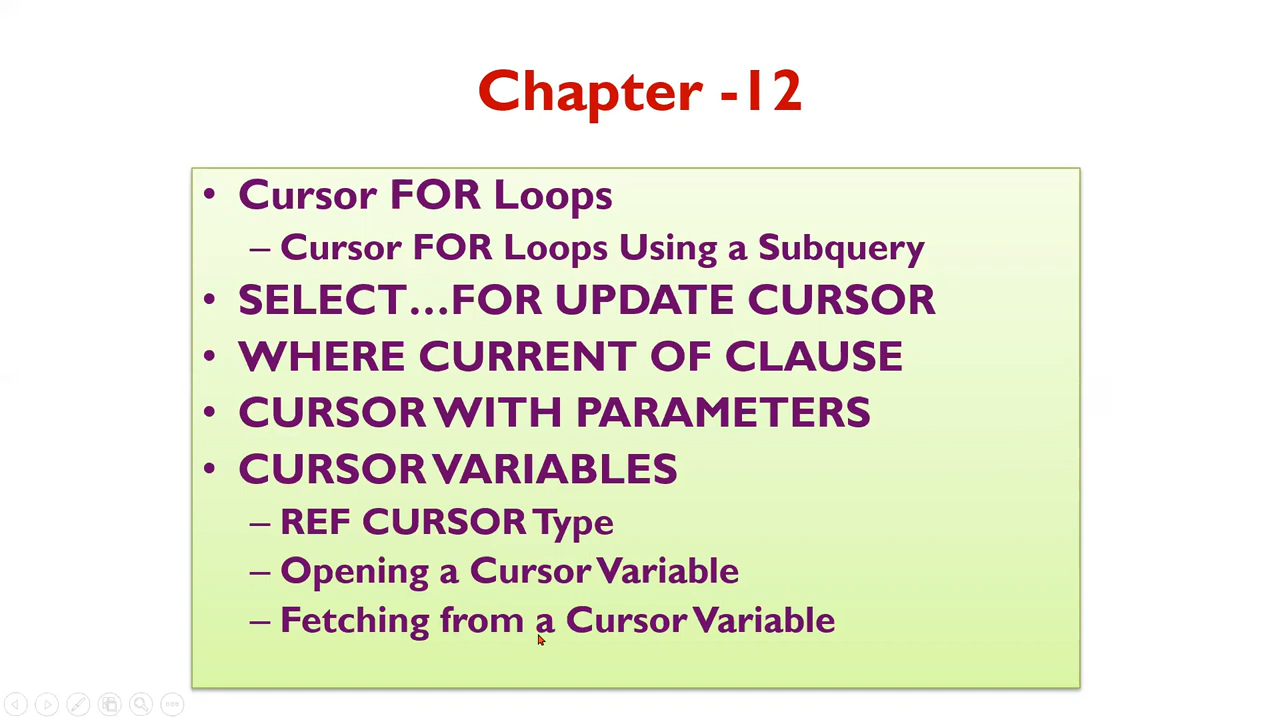 Chapter -12
• Cursor FOR Loops
– Cursor FOR Loops Using a Subquery
• SELECT…FOR UPDATE CURSOR
• WHERE CURRENT OF CLAUSE
• CURSOR WITH PARAMETERS
• CURSOR VARIABLES
– REF CURSOR Type
– Opening a Cursor Variable
– Fetching from a Cursor Variable